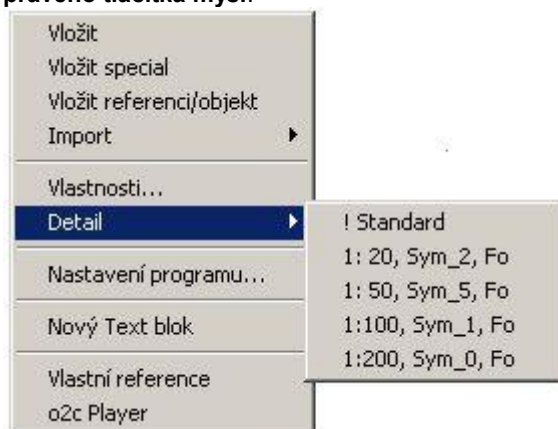 pravého tlačítka myši.
Vložit
Vložit special
Vložit referenci/objekt
Import
Vlastnosti...
Detail
! Standard
1: 20, Sym_2, Fo
1: 50, Sym_5, Fo
1:100, Sym_1, Fo
1:200, Sym_0, Fo
Nastavení programu...
Nový Text blok
Vlastní reference
o2c Player